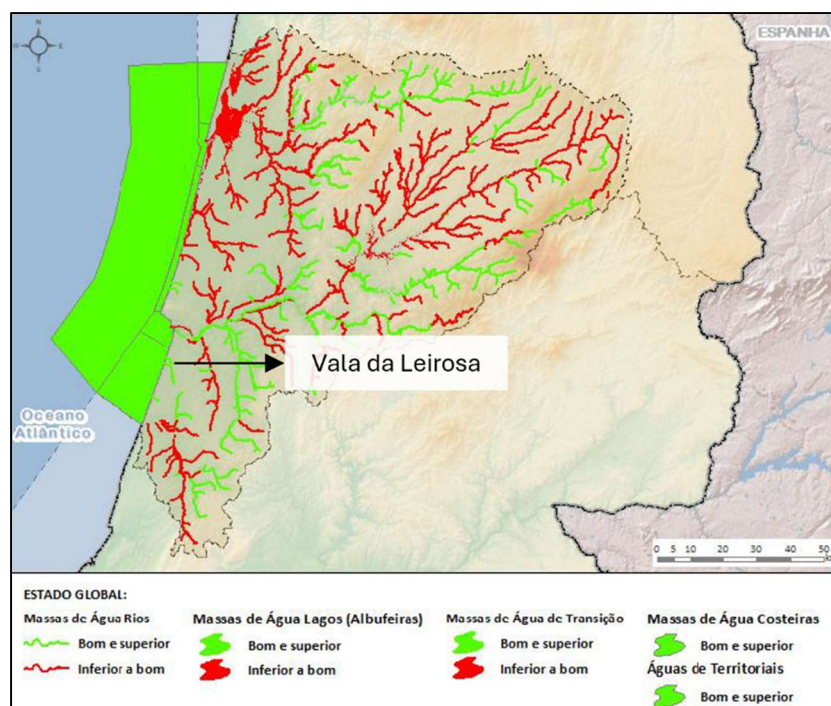 N
W
E
S
ESPANHA
Vala da Leirosa
Oceano
Atlântico
0 5 10 20 30 40 50
ESTADO GLOBAL:
Massas de Água Rios
Bom e superior
Inferior a bom
Massas de Água Lagos (Albufeiras)
Bom e superior
Inferior a bom
Massas de Água de Transição
Bom e superior
Inferior a bom
Massas de Água Costeiras
Bom e superior
Águas de Territoriais
Bom e superior